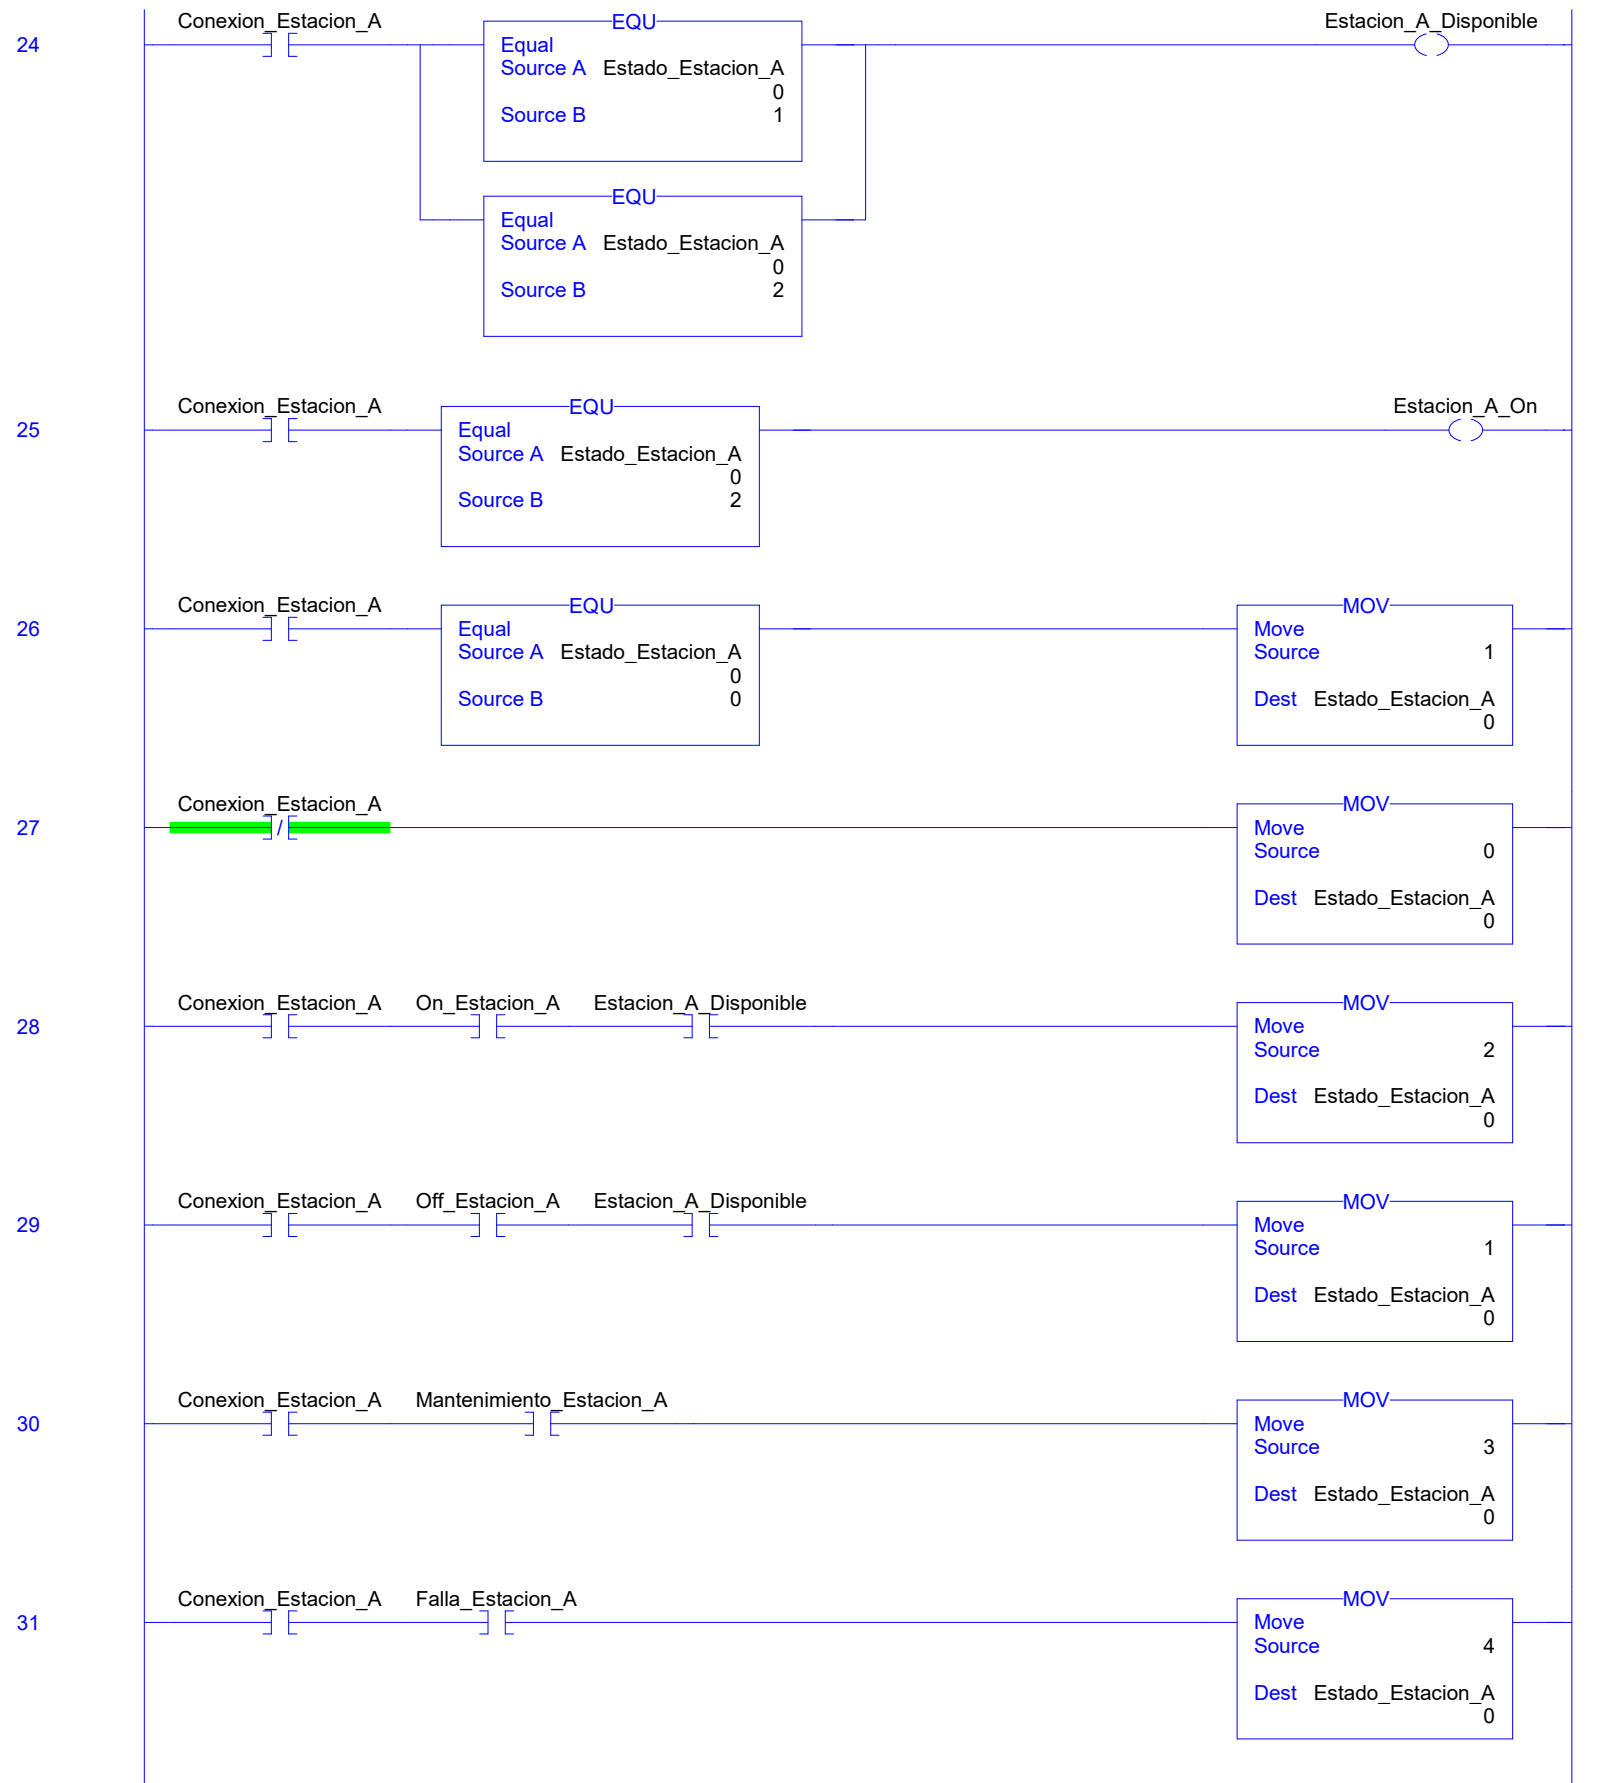 Conexion_Estacion_A
EQU
Estacion_A_Disponible
24
Equal
Source A Estado_Estacion_A
0
Source B 1
EQU
Equal
Source A Estado_Estacion_A
0
Source B 2
Conexion_Estacion_A
EQU
Estacion_A_On
25
Equal
Source A Estado_Estacion_A
0
Source B 2
Conexion_Estacion_A
EQU
MOV
26
Equal
Move
Source A Estado_Estacion_A
Source 1
0
Source B 0
Dest Estado_Estacion_A
0
Conexion_Estacion_A
MOV
27
/
Move
Source 0
Dest Estado_Estacion_A
0
Conexion_Estacion_A On_Estacion_A Estacion_A_Disponible
MOV
28
Move
Source 2
Dest Estado_Estacion_A
0
Conexion_Estacion_A Off_Estacion_A Estacion_A_Disponible
MOV
29
Move
Source 1
Dest Estado_Estacion_A
0
Conexion_Estacion_A Mantenimiento_Estacion_A
MOV
30
Move
Source 3
Dest Estado_Estacion_A
0
Conexion_Estacion_A Falla_Estacion_A
MOV
31
Move
Source 4
Dest Estado_Estacion_A
0